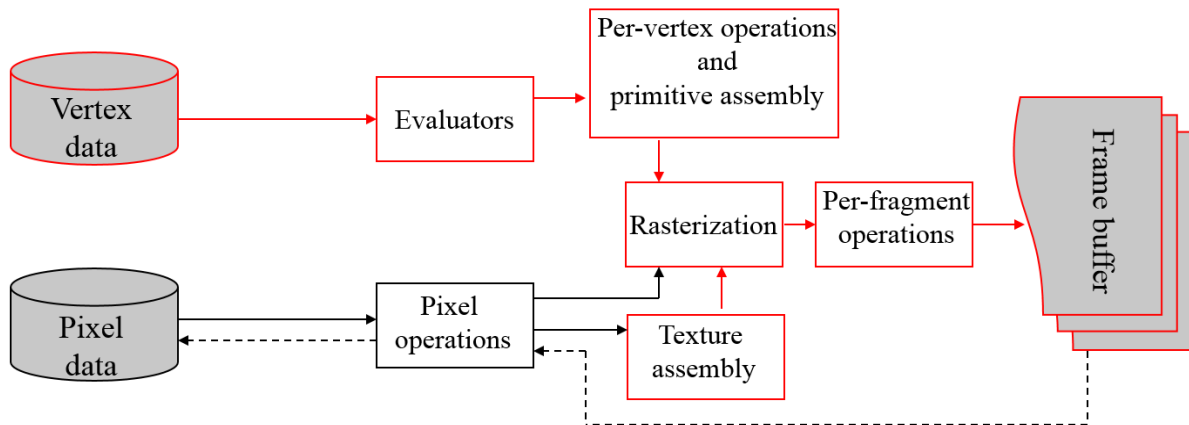 Vertex
data
Evaluators
Per-vertex operations
and
primitive assembly
Rasterization
Per-fragment
operations
Frame buffer
Pixel
data
Pixel
operations
Texture
assembly